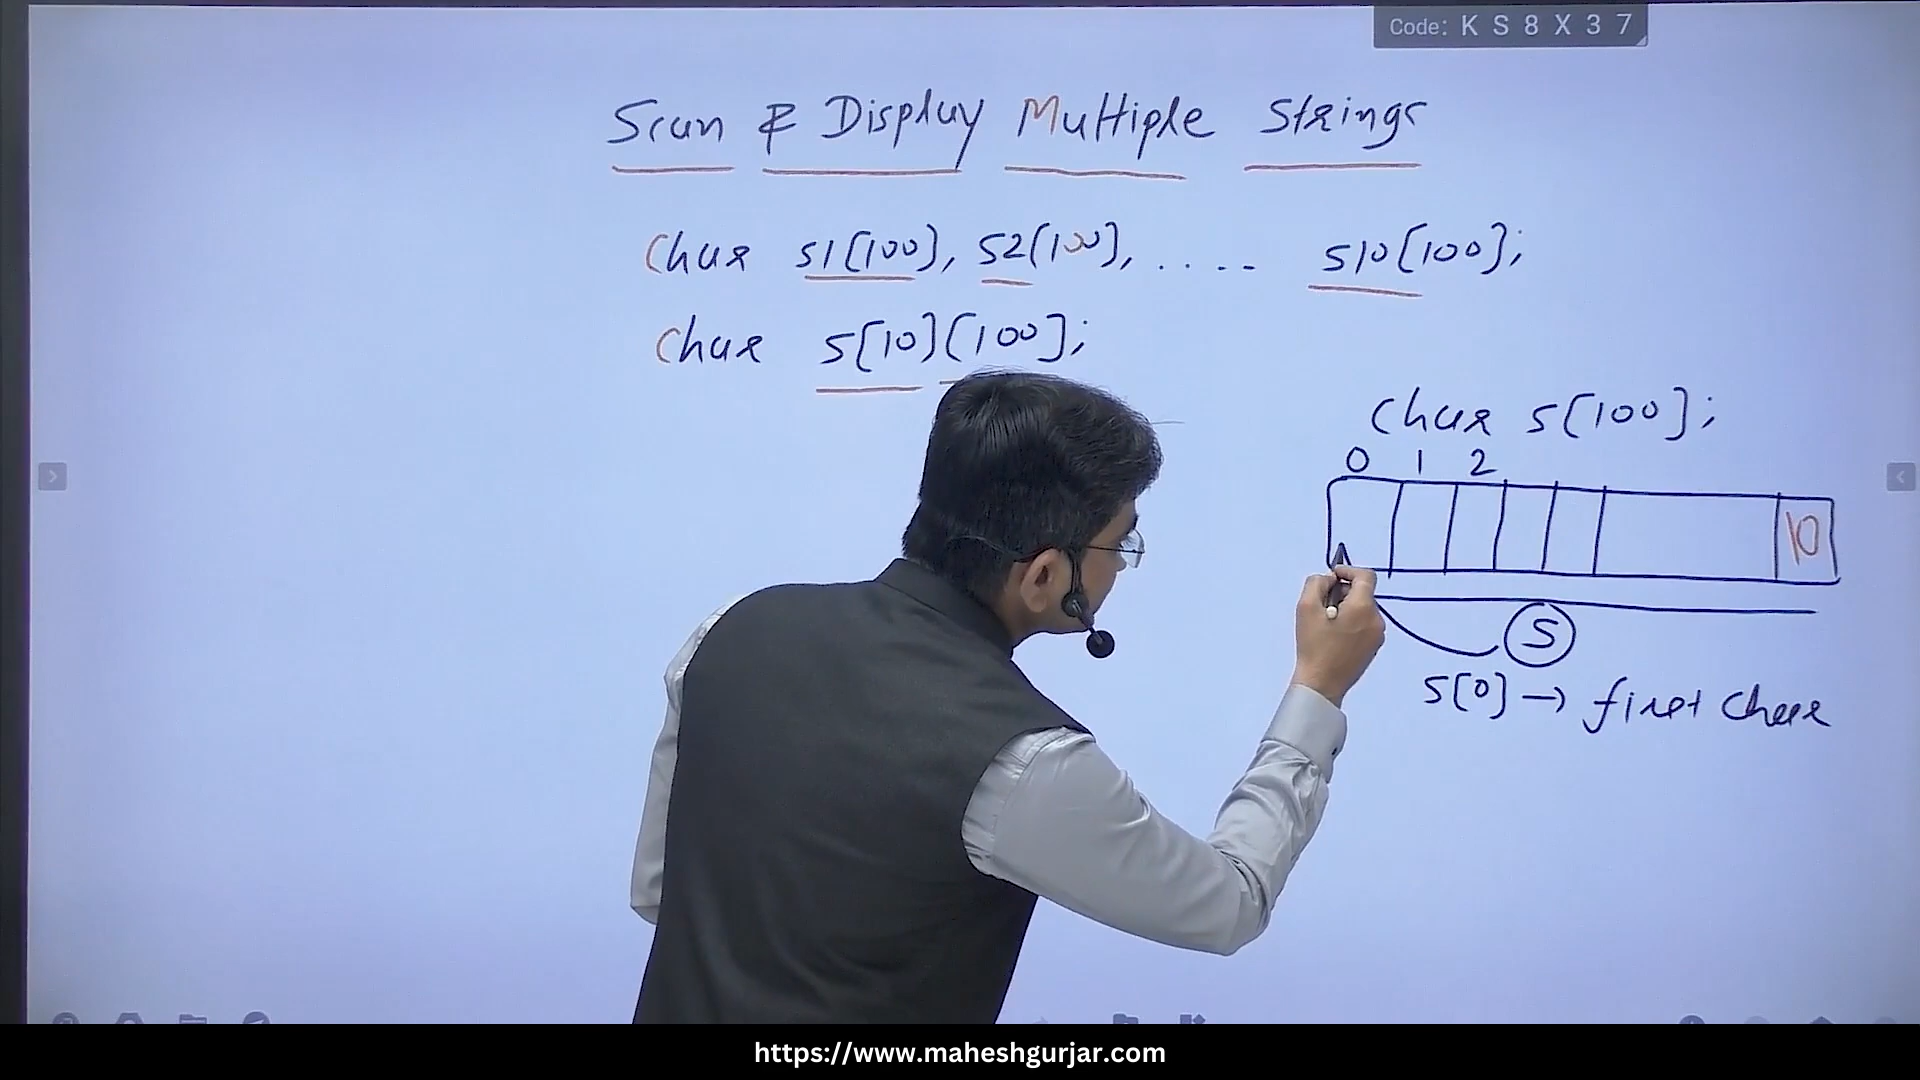 Code: K S 8 X 3 7
Scan & Display Multiple Strings
Char s1[100], s2[100], .... s10[100];
Char s[10][100];
Char s[100];
0 1 2
\0
S
s[0] → first Char
https://www.maheshgurjar.com